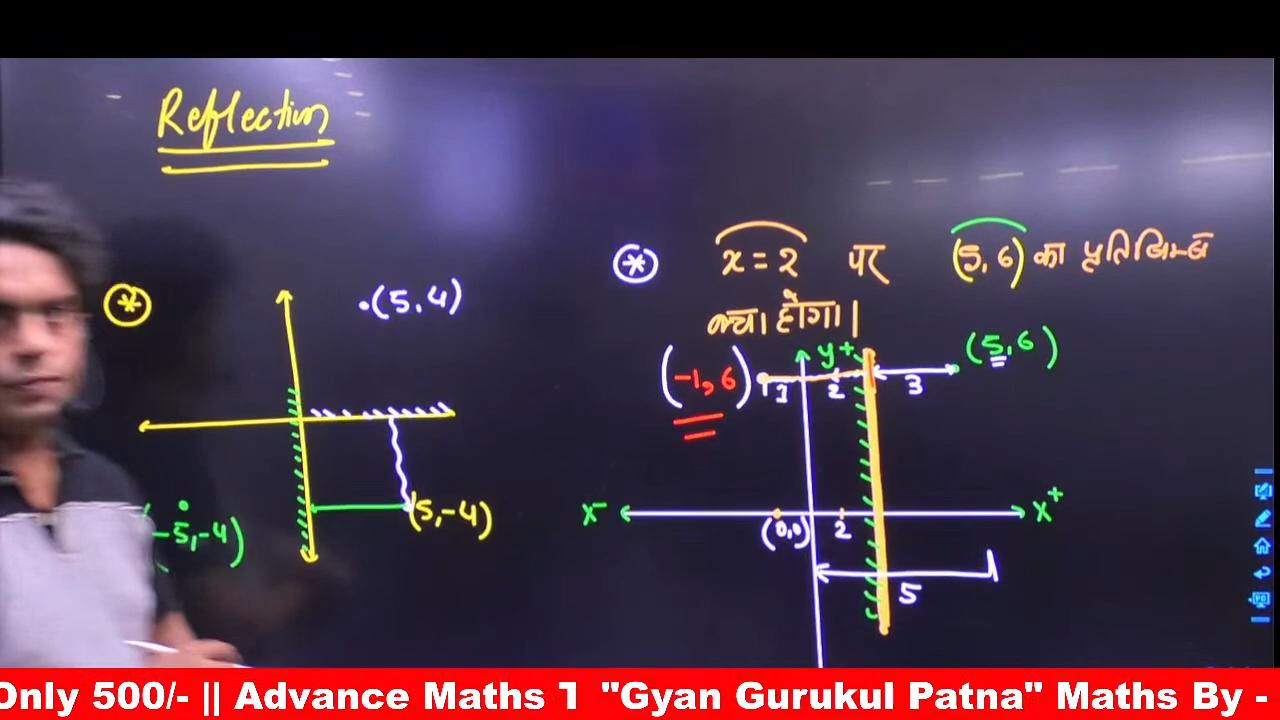 Reflection
* x = 2 पर (5, 6) का प्रतिबिम्ब
क्या होगा।
* .(5, 4)
(5, -4)
(-5, -4)
(-1, 6)
y+
(5, 6)
1 2 3
x- x+
(0,0) 2
5
Only 500/- || Advance Maths 1 "Gyan Gurukul Patna" Maths By -